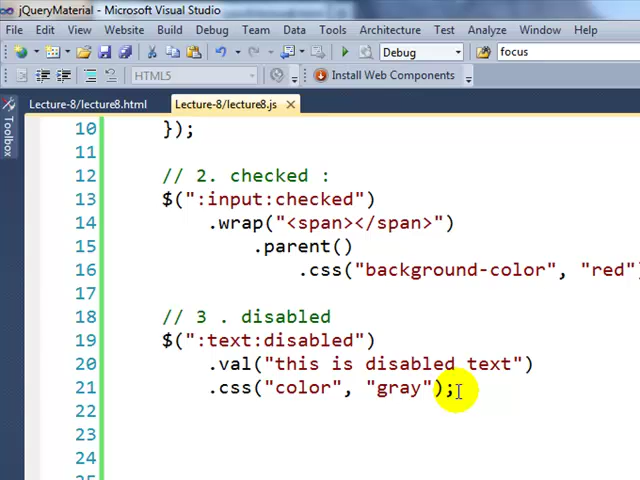 jQueryMaterial - Microsoft Visual Studio
File Edit View Website Build Debug Team Data Tools Architecture Test Analyze Window Help
Debug focus
HTML5 Install Web Components
Lecture-8/lecture8.html Lecture-8/lecture8.js
Toolbox
10 });
11
12 // 2. checked :
13 $(":input:checked")
14 .wrap("<span></span>")
15 .parent()
16 .css("background-color", "red")
17
18 // 3 . disabled
19 $(":text:disabled")
20 .val("this is disabled text")
21 .css("color", "gray");
22
23
24